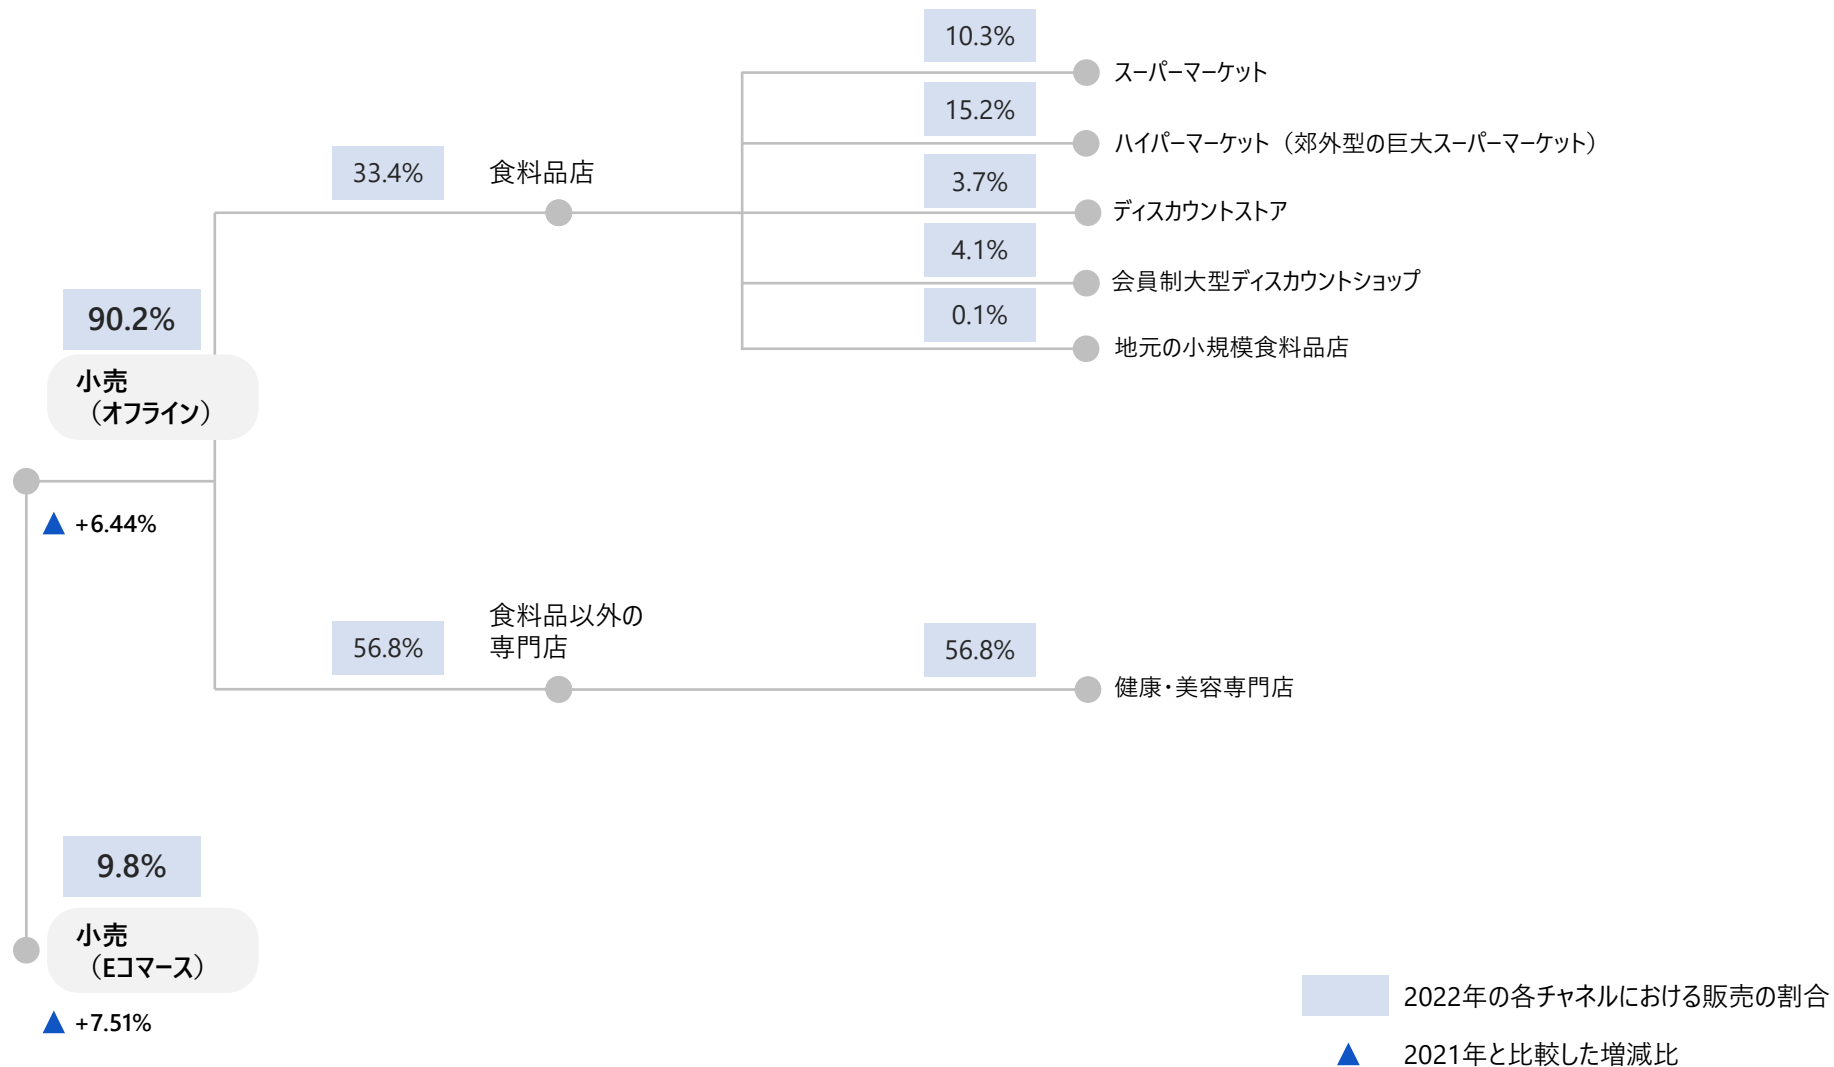 10.3%
スーパーマーケット
15.2%
ハイパーマーケット（郊外型の巨大スーパーマーケット）
33.4%
食料品店
3.7%
ディスカウントストア
4.1%
会員制大型ディスカウントショップ
90.2%
0.1%
地元の小規模食料品店
小売
（オフライン）
▲ +6.44%
食料品以外の
専門店
56.8%
56.8%
健康・美容専門店
9.8%
小売
（Eコマース）
▲ +7.51%
2022年の各チャネルにおける販売の割合
▲ 2021年と比較した増減比